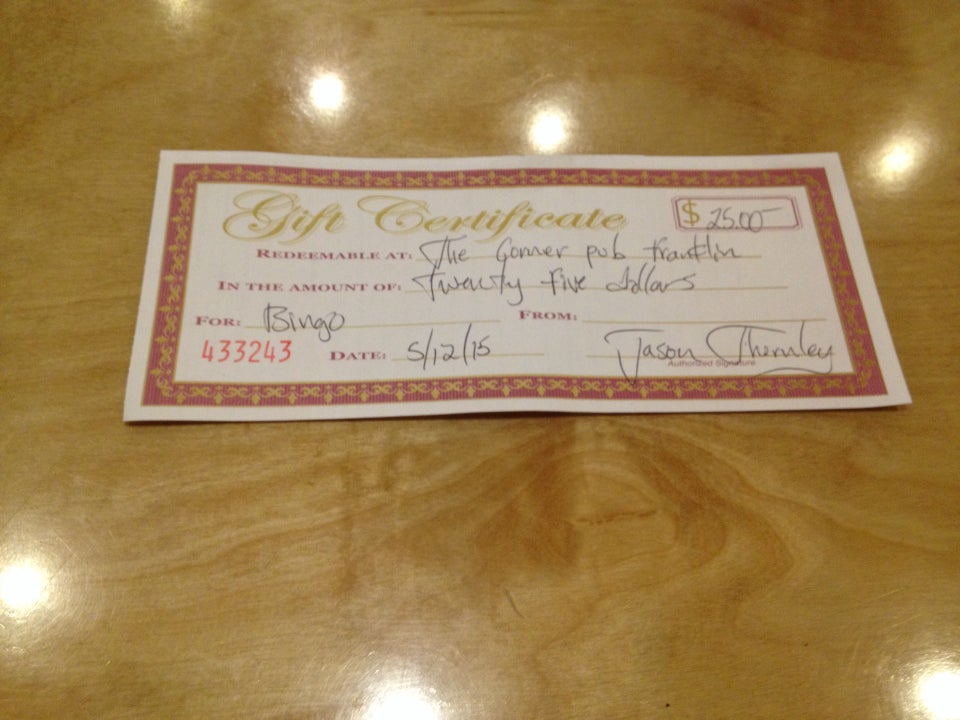 Gift Certificate $ 25.00
REDEEMABLE AT: The Corner pub Franklin
IN THE AMOUNT OF: Twenty five dollars
FOR: Bingo FROM:
433243 DATE: 5/12/15 Jason Thornley
Authorized Signature